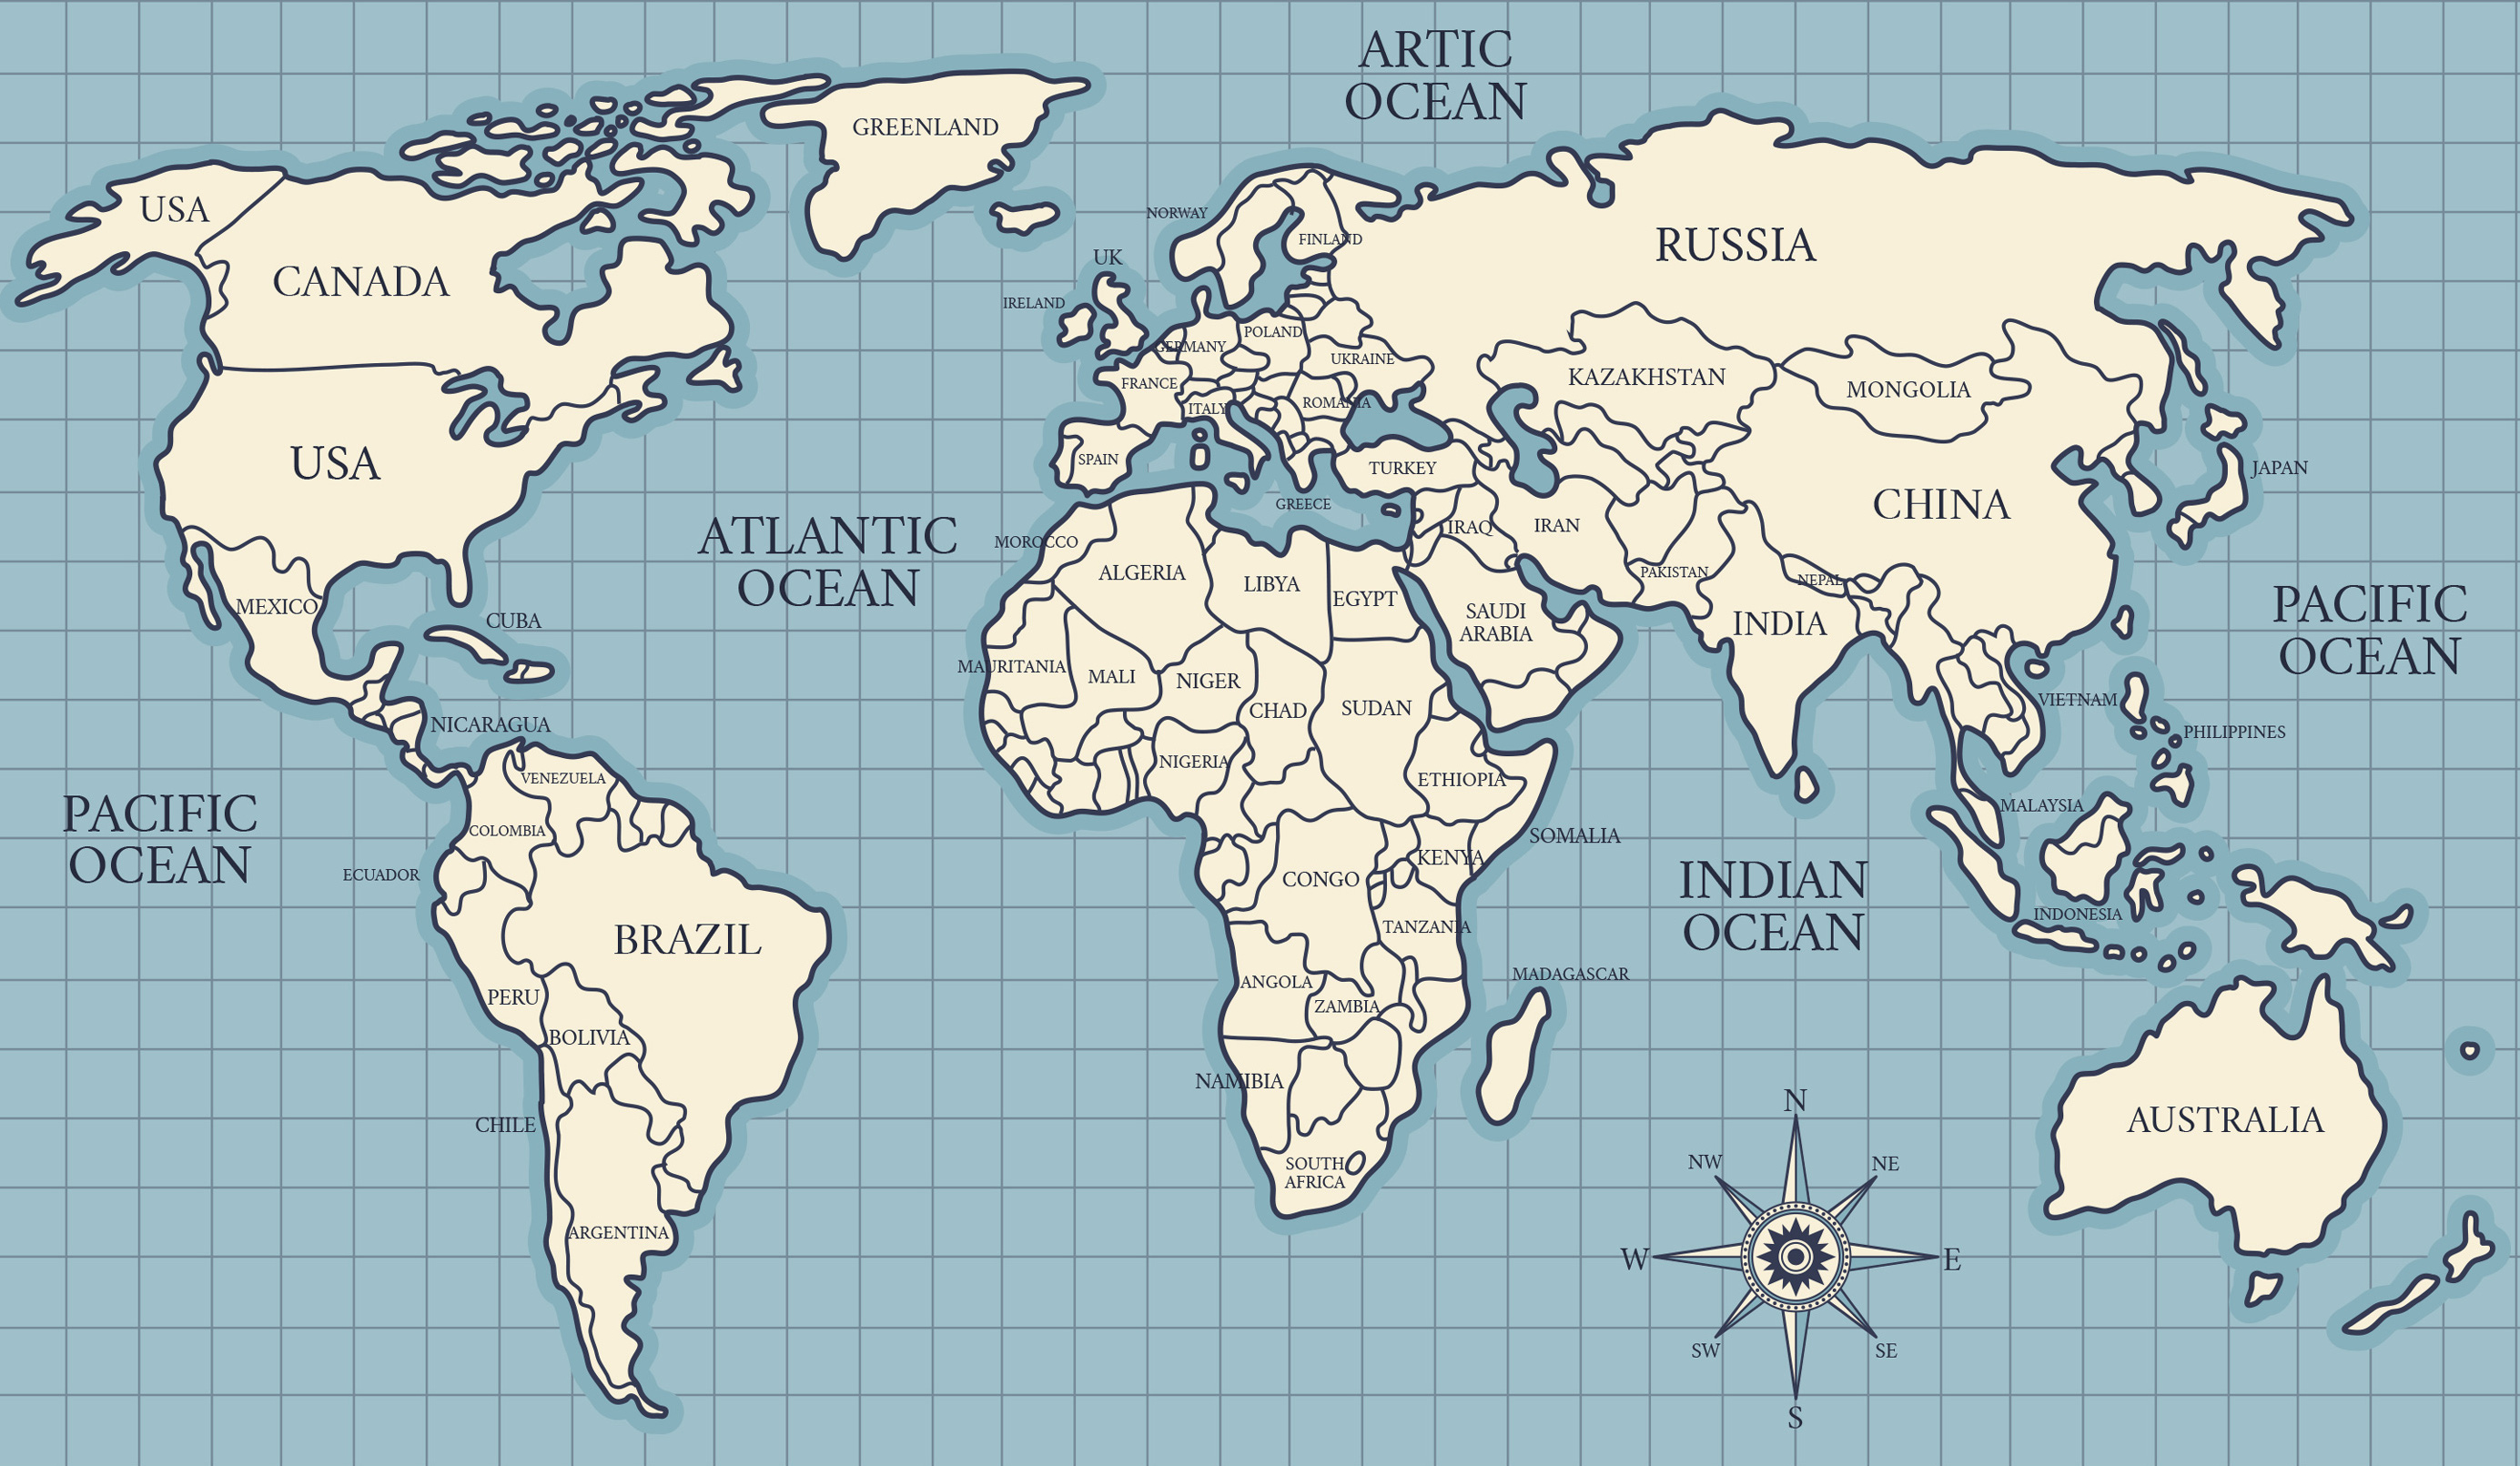 ARTIC
OCEAN
GREENLAND
USA
CANADA
NORWAY
FINLAND
RUSSIA
UK
IRELAND
POLAND
GERMANY
UKRAINE
FRANCE
KAZAKHSTAN
MONGOLIA
ITALY
ROMANIA
USA
SPAIN
TURKEY
JAPAN
GREECE
CHINA
IRAQ
IRAN
ATLANTIC
OCEAN
MOROCCO
ALGERIA
LIBYA
EGYPT
PAKISTAN
NEPAL
MEXICO
CUBA
SAUDI
ARABIA
INDIA
PACIFIC
OCEAN
MAURITANIA
MALI
NIGER
CHAD
SUDAN
VIETNAM
NICARAGUA
PHILIPPINES
VENEZUELA
NIGERIA
ETHIOPIA
MALAYSIA
PACIFIC
OCEAN
COLOMBIA
SOMALIA
ECUADOR
KENYA
CONGO
INDIAN
OCEAN
INDONESIA
BRAZIL
TANZANIA
MADAGASCAR
ANGOLA
PERU
ZAMBIA
BOLIVIA
NAMIBIA
CHILE
AUSTRALIA
SOUTH
AFRICA
ARGENTINA
N
NW
NE
W
E
SW
SE
S